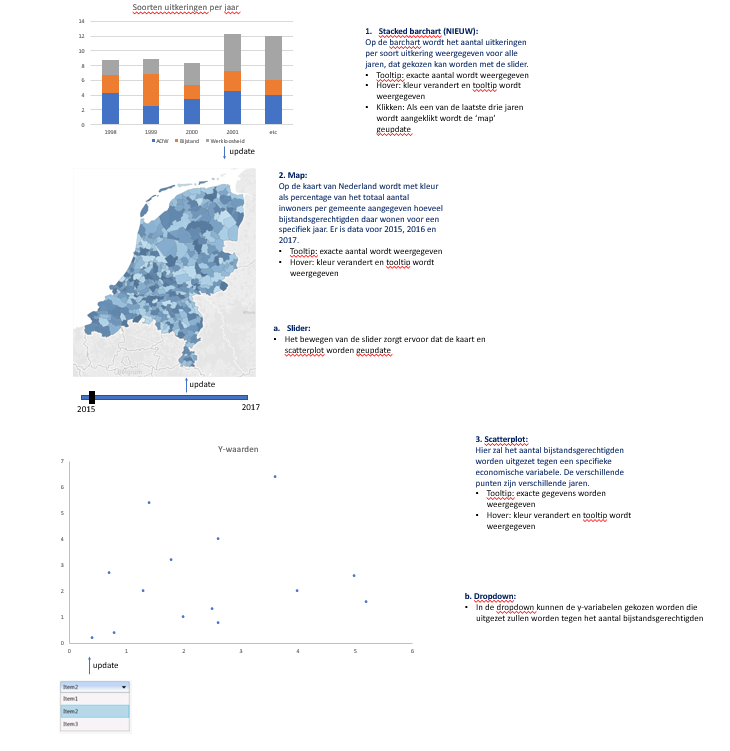 Soorten uitkeringen per jaar
14
12
10
8
6
4
2
0
1998 1999 2000 2001 etc
AOW Bijstand Werkloosheid
update
1. Stacked barchart (NIEUW):
Op de barchart wordt het aantal uitkeringen
per soort uitkering weergegeven voor alle
jaren, dat gekozen kan worden met de slider.
• Tooltip: exacte aantal wordt weergegeven
• Hover: kleur verandert en tooltip wordt
weergegeven
• Klikken: Als een van de laatste drie jaren
wordt aangeklikt wordt de 'map'
geupdate
2. Map:
Op de kaart van Nederland wordt met kleur
als percentage van het totaal aantal
inwoners per gemeente aangegeven hoeveel
bijstandsgerechtigden daar wonen voor een
specifiek jaar. Er is data voor 2015, 2016 en
2017.
• Tooltip: exacte aantal wordt weergegeven
• Hover: kleur verandert en tooltip wordt
weergegeven
a. Slider:
• Het bewegen van de slider zorgt ervoor dat de kaart en
scatterplot worden geupdate
update
2015 2017
Y-waarden
7
6
5
4
3
2
1
0
0 1 2 3 4 5 6
update
Item2
Item1
Item2
Item3
3. Scatterplot:
Hier zal het aantal bijstandsgerechtigden
worden uitgezet tegen een specifieke
economische variabele. De verschillende
punten zijn verschillende jaren.
• Tooltip: exacte gegevens worden
weergegeven
• Hover: kleur verandert en tooltip wordt
weergegeven
b. Dropdown:
• In de dropdown kunnen de y-variabelen gekozen worden die
uitgezet zullen worden tegen het aantal bijstandsgerechtigden